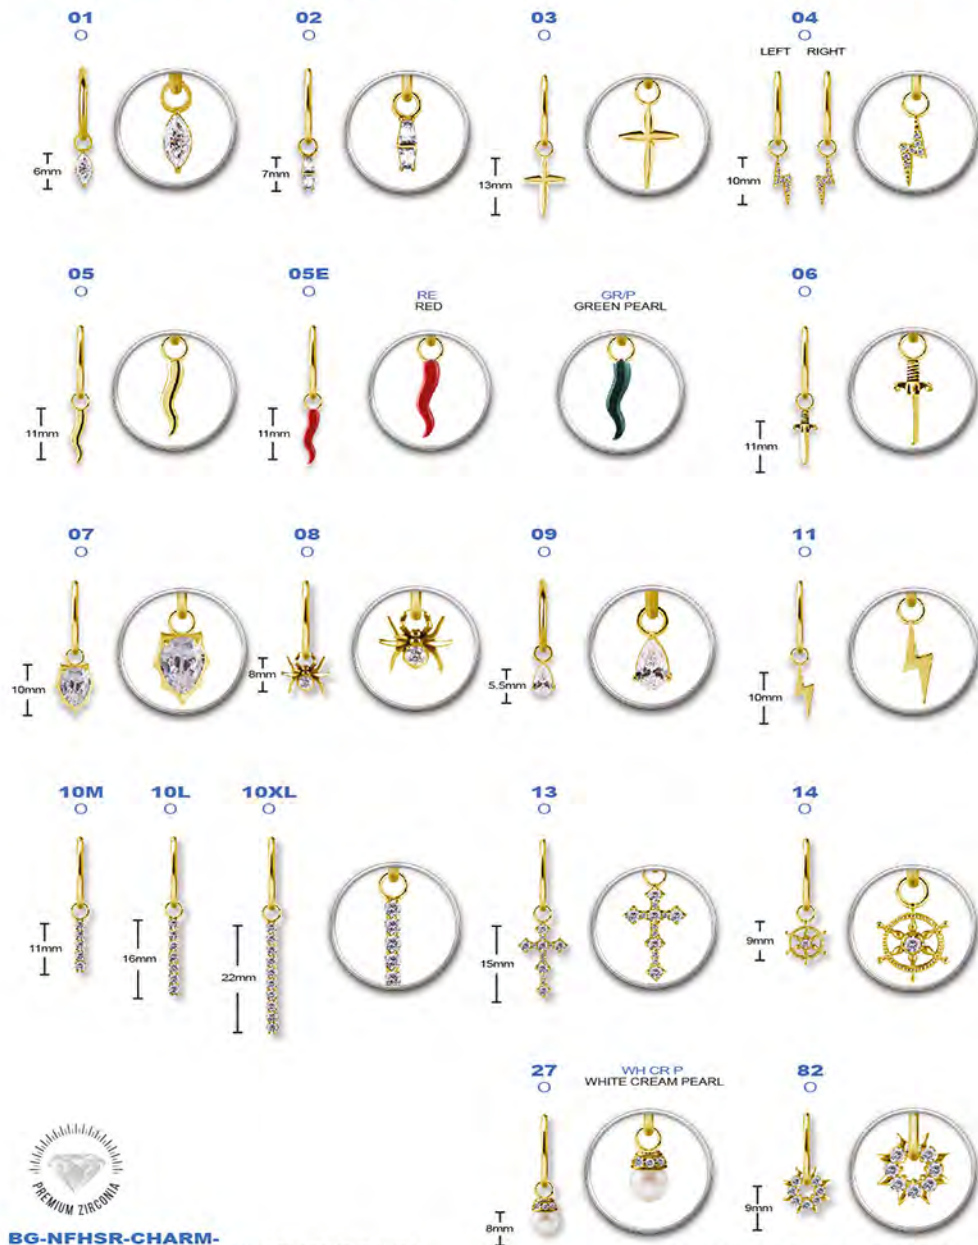 01 02 03 04
LEFT RIGHT
6mm 7mm 13mm 10mm
05 05E RE GR/P 06
RED GREEN PEARL
11mm 11mm 11mm
07 08 09 11
10mm 8mm 5.5mm 10mm
10M 10L 10XL 13 14
11mm 16mm 22mm 15mm 9mm
27 WH CR P 82
WHITE CREAM PEARL
8mm 9mm
PREMIUM ZIRCONIA
BG-NFHSR-CHARM-